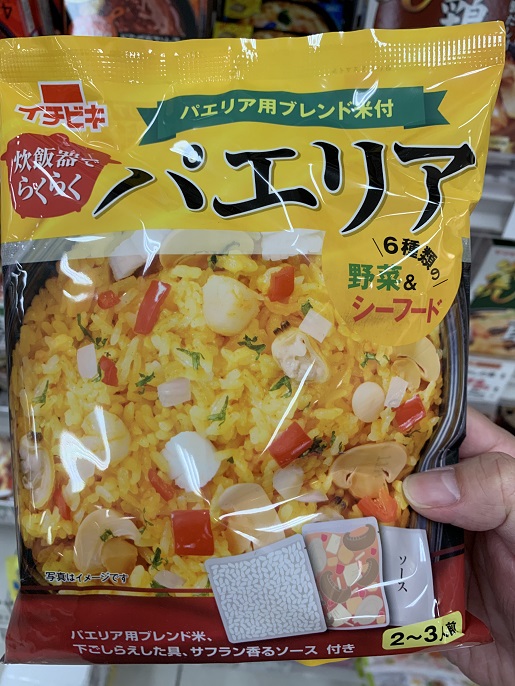 イチビキ
パエリア用ブレンド米付
炊飯器で
らくらく
パエリア
6種類の
野菜&
シーフード
写真はイメージです
ソース
パエリア用ブレンド米、
下ごしらえした具、サフラン香るソース 付き
2~3人前